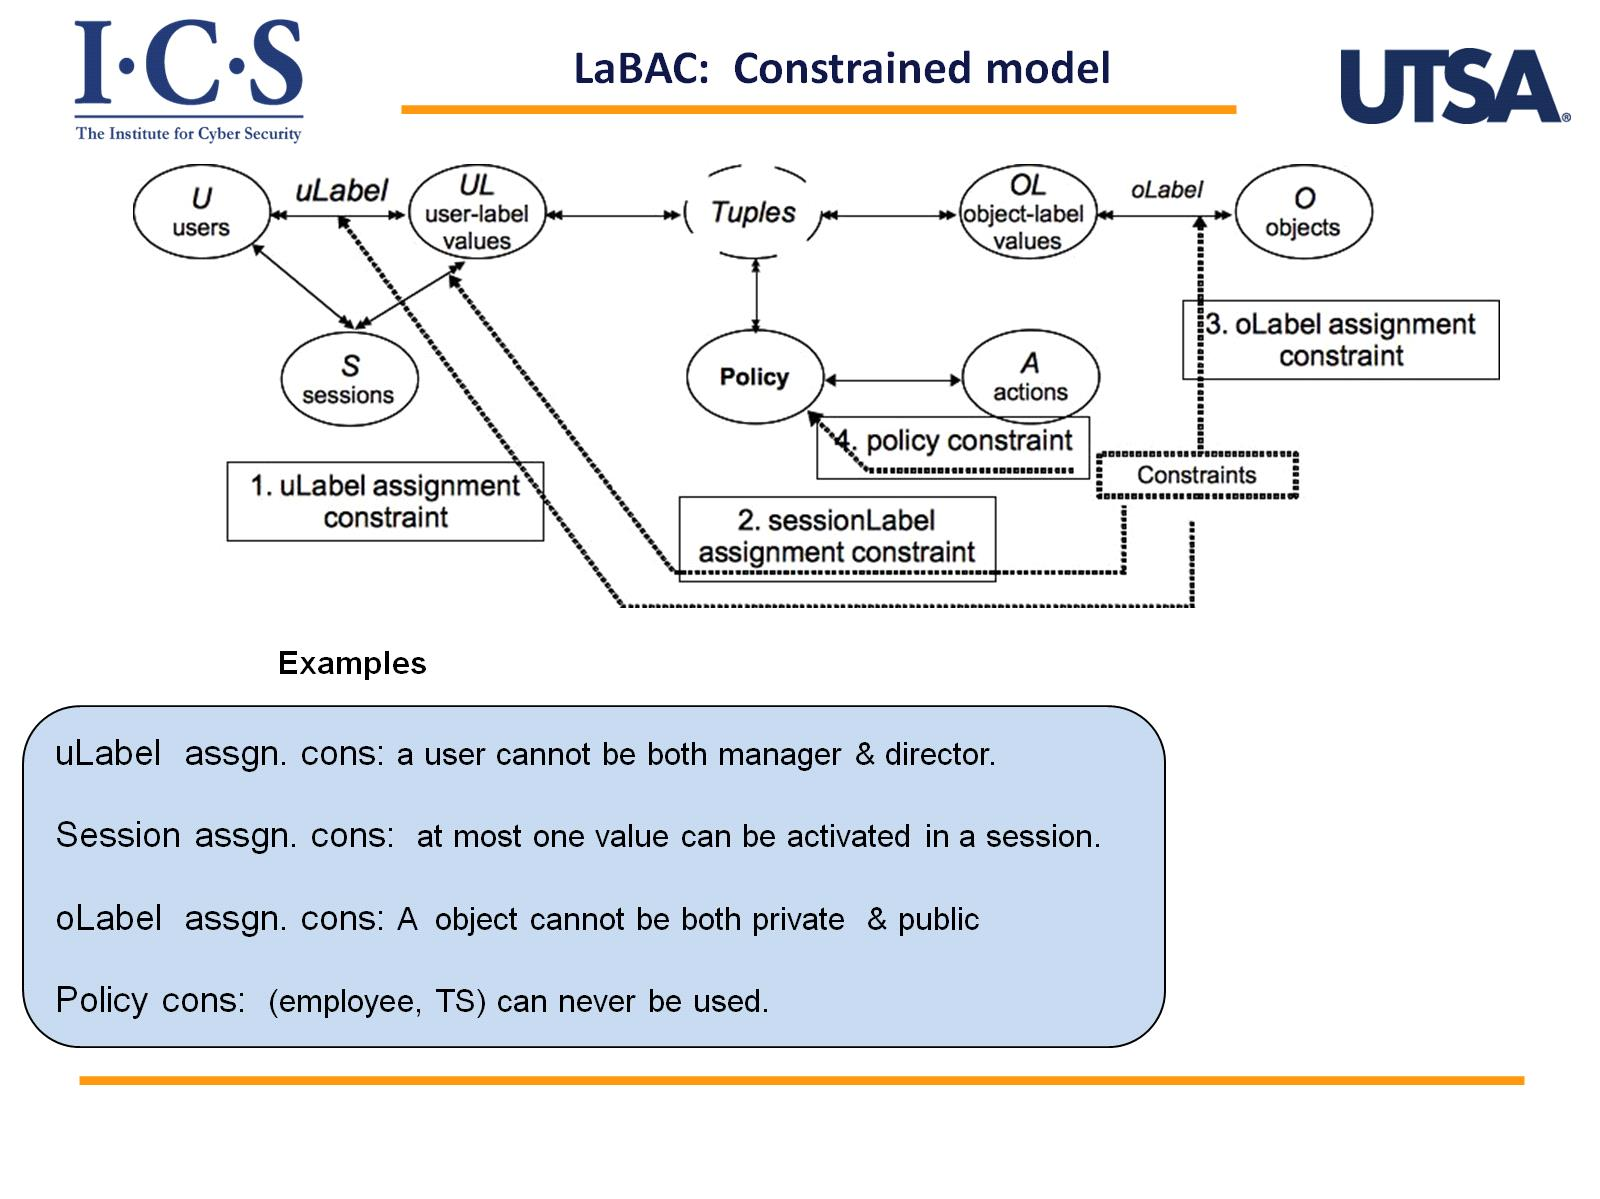 I·C·S
The Institute for Cyber Security
LaBAC: Constrained model
UTSA®
U
users
uLabel
UL
user-label
values
Tuples
OL
object-label
values
oLabel
O
objects
S
sessions
Policy
A
actions
3. oLabel assignment
constraint
4. policy constraint
Constraints
1. uLabel assignment
constraint
2. sessionLabel
assignment constraint
Examples
uLabel assgn. cons: a user cannot be both manager & director.
Session assgn. cons: at most one value can be activated in a session.
oLabel assgn. cons: A object cannot be both private & public
Policy cons: (employee, TS) can never be used.